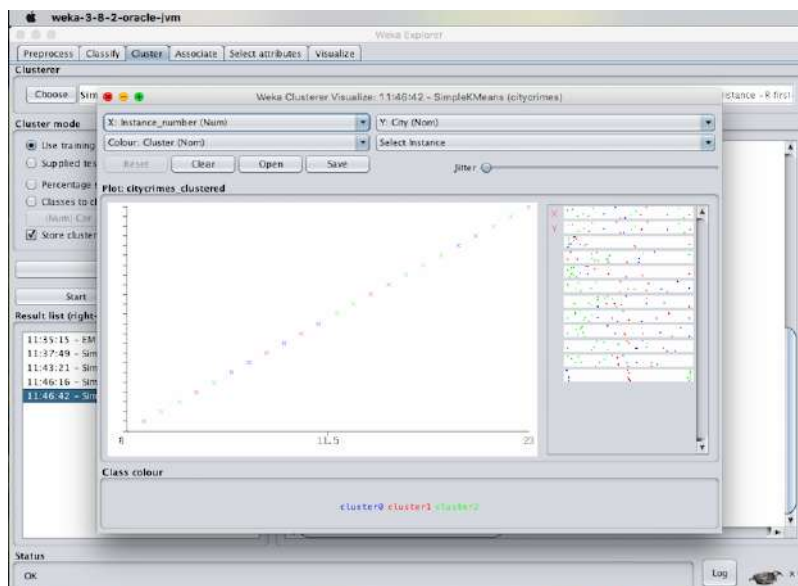 weka-3-8-2-oracle-jvm
Weka Explorer
Preprocess Classify Cluster Associate Select attributes Visualize
Clusterer
Choose Sim
nstance -R first-
Weka Clusterer Visualize: 11:46:42 - SimpleKMeans (citycrimes)
Cluster mode
Use training
Supplied tes
Percentage s
Classes to cl
Store cluster
Start
Result list (right-
11:35:15 - EM
11:37:49 - Sim
11:43:21 - Sim
11:46:16 - Sim
11:46:42 - Sim
X: Instance_number (Num) Y: City (Nom)
Colour: Cluster (Nom) Select Instance
Reset Clear Open Save Jitter
Plot: citycrimes_clustered
X
Y
11.5 23
Class colour
cluster0 cluster1 cluster2
Status
OK
Log
x